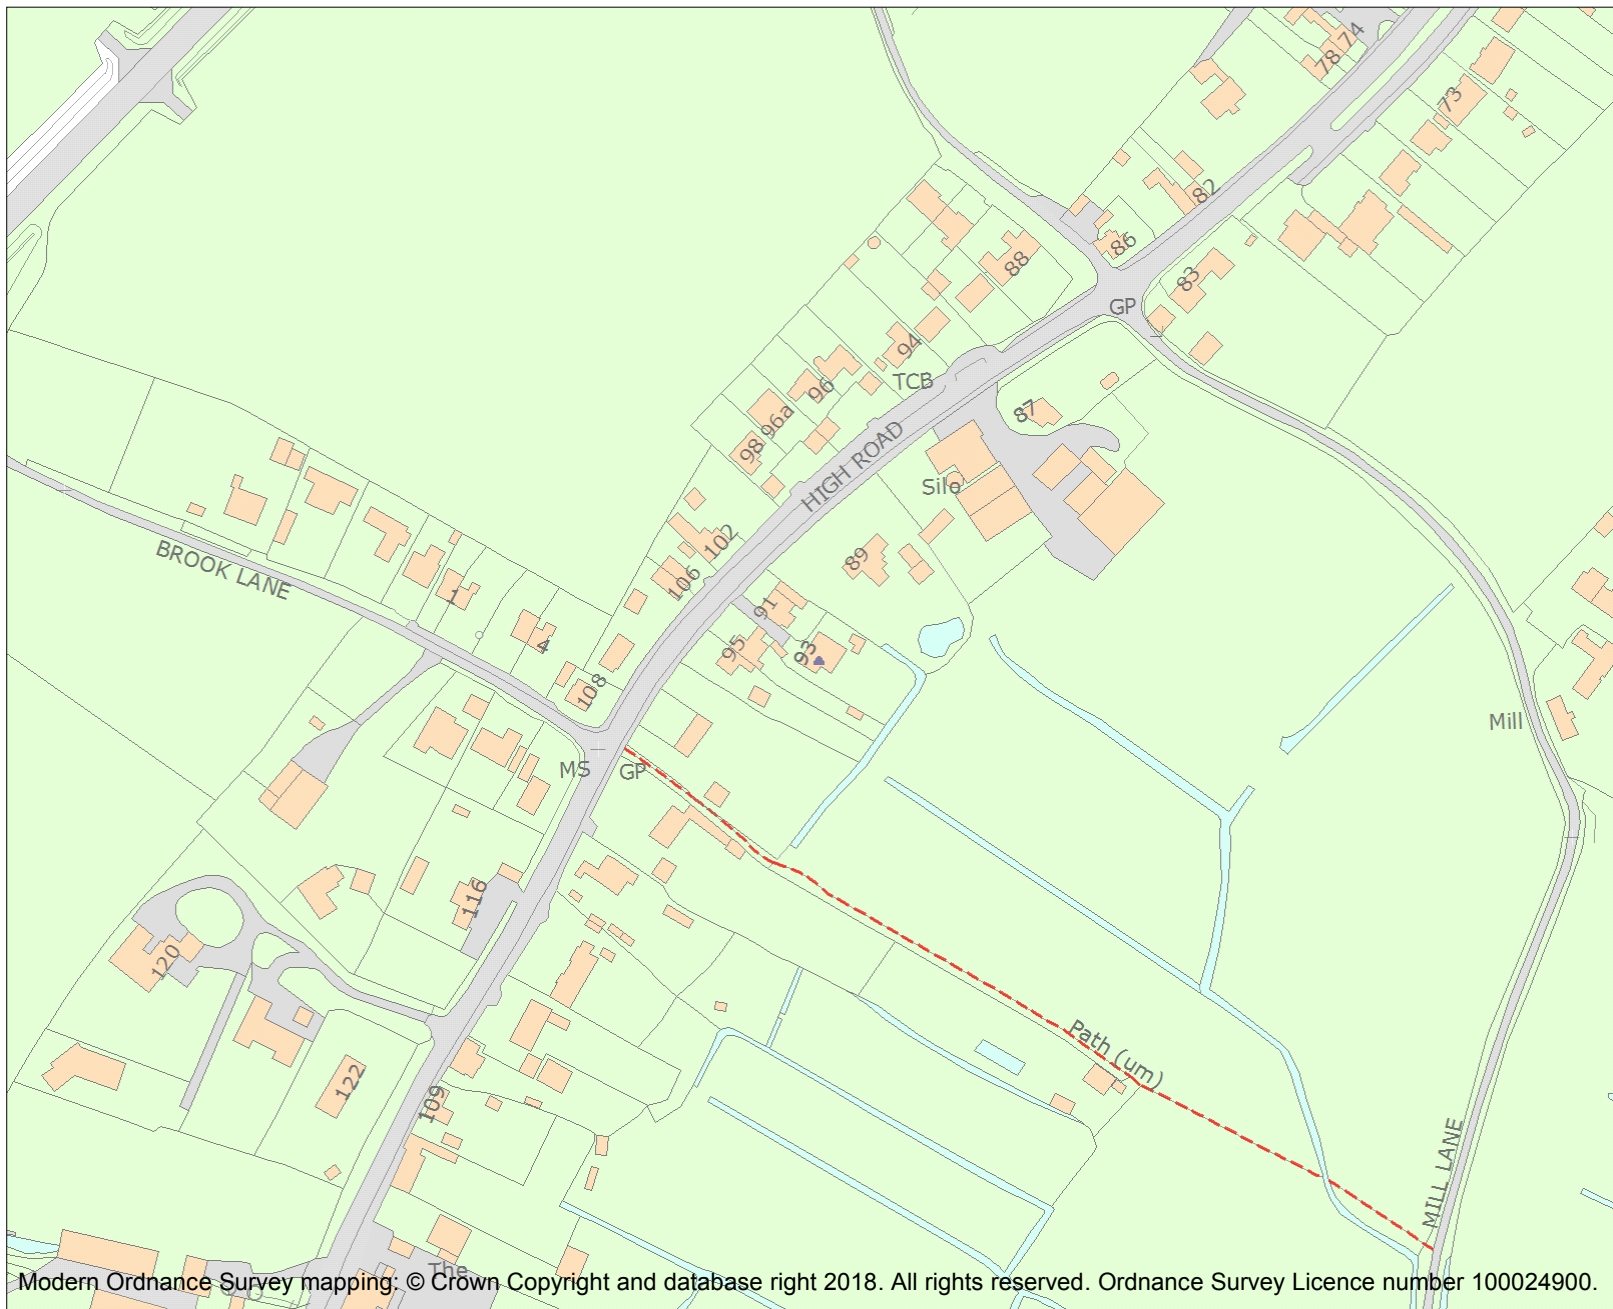 74
78
73
82
86
83
88
GP
94
TCB
96
87
96a
98
HIGH ROAD
Silo
102
89
BROOK LANE
106
1
91
4
95
93
108
Mill
MS
GP
116
120
Path (um)
122
109
MILL LANE
The
Modern Ordnance Survey mapping: © Crown Copyright and database right 2018. All rights reserved. Ordnance Survey Licence number 100024900.